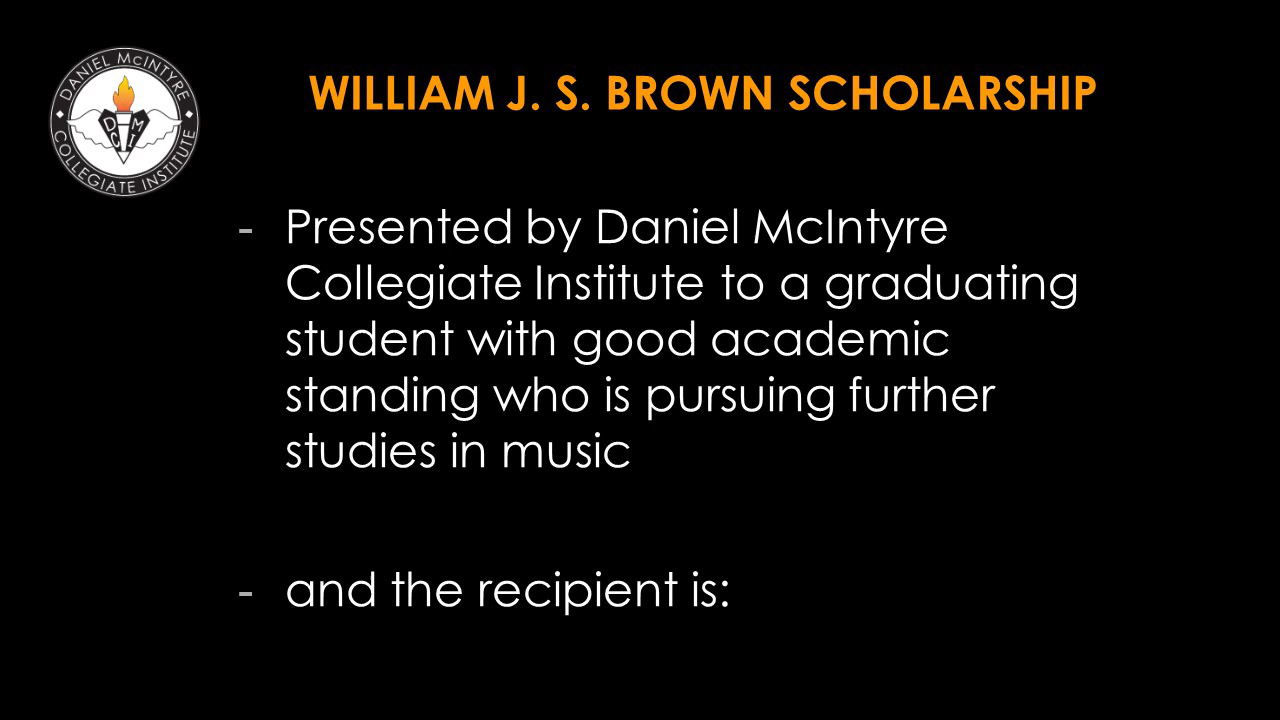 DANIEL McINTYRE
COLLEGIATE INSTITUTE
D M
C I
WILLIAM J. S. BROWN SCHOLARSHIP
- Presented by Daniel McIntyre
Collegiate Institute to a graduating
student with good academic
standing who is pursuing further
studies in music
- and the recipient is: